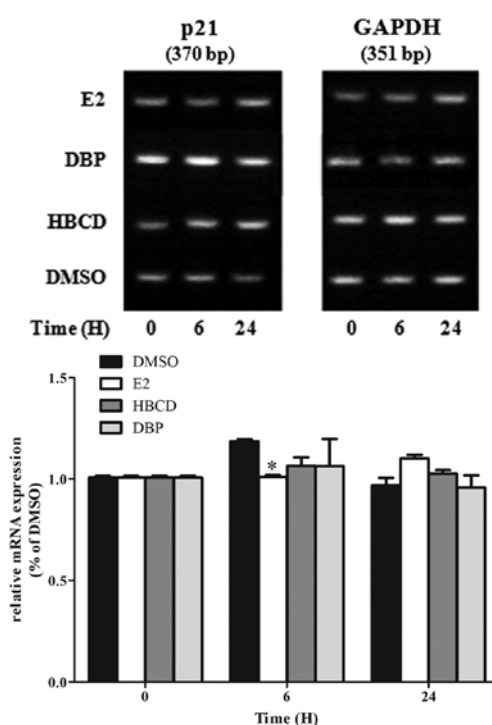 p21 GAPDH
(370 bp) (351 bp)
E2
DBP
HBCD
DMSO
Time (H) 0 6 24 0 6 24
DMSO
E2
HBCD
DBP
1.5
1.0
0.5
0.0
*
relative mRNA expression
(% of DMSO)
0 6 24
Time (H)